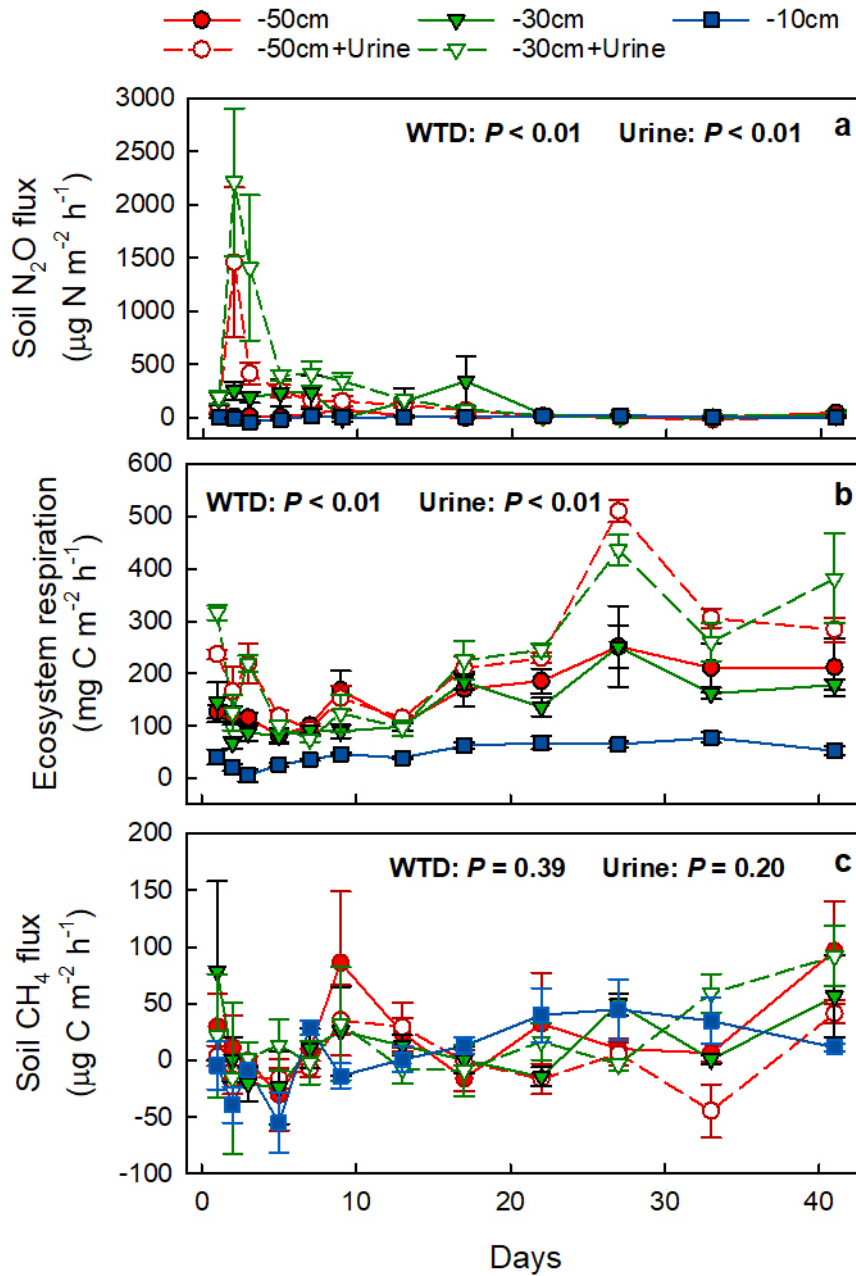 -50cm -30cm -10cm
-50cm+Urine -30cm+Urine
3000
WTD: P < 0.01 Urine: P < 0.01 a
2500
2000
1500
1000
500
0
Soil N₂O flux
(µg N m⁻² h⁻¹)
600
WTD: P < 0.01 Urine: P < 0.01 b
500
400
300
200
100
0
Ecosystem respiration
(mg C m⁻² h⁻¹)
200
WTD: P = 0.39 Urine: P = 0.20 c
150
100
50
0
-50
-100
Soil CH₄ flux
(µg C m⁻² h⁻¹)
0 10 20 30 40
Days